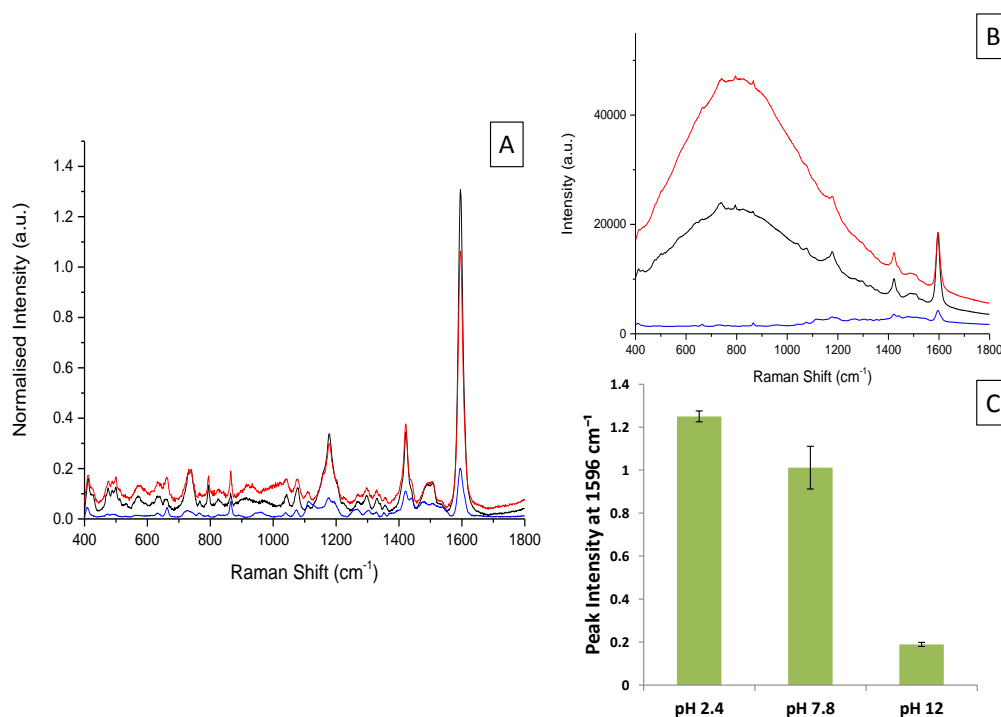 A
Normalised Intensity (a.u.)
1.4
1.2
1.0
0.8
0.6
0.4
0.2
0.0
400 600 800 1000 1200 1400 1600 1800
Raman Shift (cm⁻¹)
B
Intensity (a.u.)
40000
20000
0
400 600 800 1000 1200 1400 1600 1800
Raman Shift (cm⁻¹)
C
Peak Intensity at 1596 cm⁻¹
1.4
1.2
1
0.8
0.6
0.4
0.2
0
pH 2.4 pH 7.8 pH 12